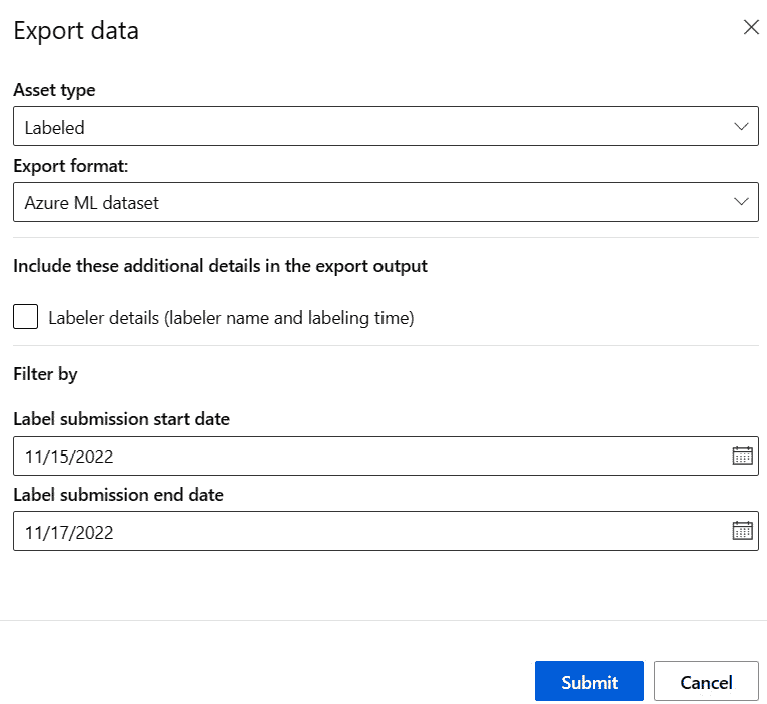 Export data
Asset type
Labeled
Export format:
Azure ML dataset
Include these additional details in the export output
Labeler details (labeler name and labeling time)
Filter by
Label submission start date
11/15/2022
Label submission end date
11/17/2022
Submit Cancel